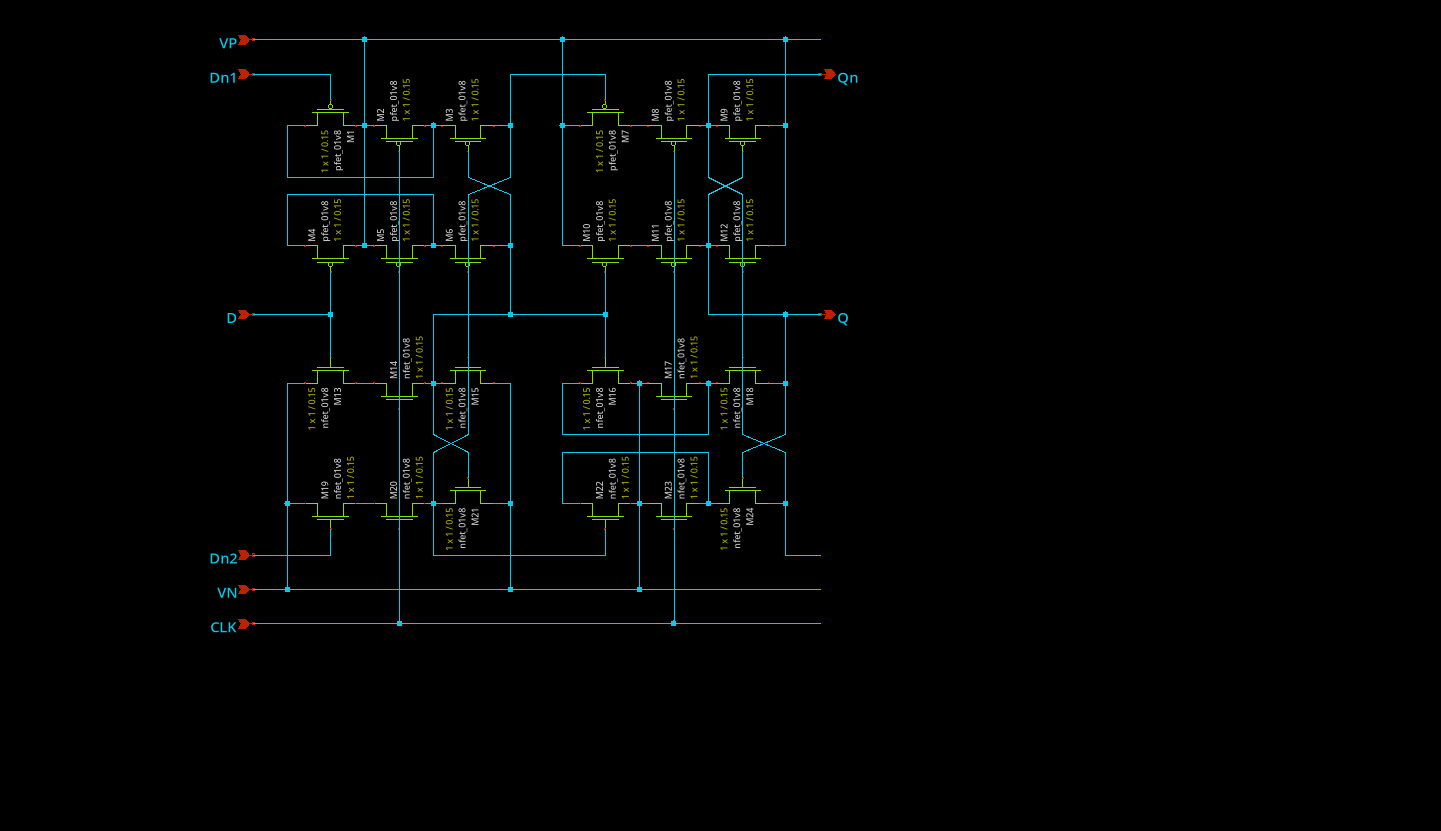 VP
Dn1
Qn
M1
pfet_01v8
1 x 1 / 0.15
M2
pfet_01v8
1 x 1 / 0.15
M3
pfet_01v8
1 x 1 / 0.15
M7
pfet_01v8
1 x 1 / 0.15
M8
pfet_01v8
1 x 1 / 0.15
M9
pfet_01v8
1 x 1 / 0.15
M4
pfet_01v8
1 x 1 / 0.15
M5
pfet_01v8
1 x 1 / 0.15
M6
pfet_01v8
1 x 1 / 0.15
M10
pfet_01v8
1 x 1 / 0.15
M11
pfet_01v8
1 x 1 / 0.15
M12
pfet_01v8
1 x 1 / 0.15
D
Q
M13
nfet_01v8
1 x 1 / 0.15
M14
nfet_01v8
1 x 1 / 0.15
M15
nfet_01v8
1 x 1 / 0.15
M16
nfet_01v8
1 x 1 / 0.15
M17
nfet_01v8
1 x 1 / 0.15
M18
nfet_01v8
1 x 1 / 0.15
M19
nfet_01v8
1 x 1 / 0.15
M20
nfet_01v8
1 x 1 / 0.15
M21
nfet_01v8
1 x 1 / 0.15
M22
nfet_01v8
1 x 1 / 0.15
M23
nfet_01v8
1 x 1 / 0.15
M24
nfet_01v8
1 x 1 / 0.15
Dn2
VN
CLK